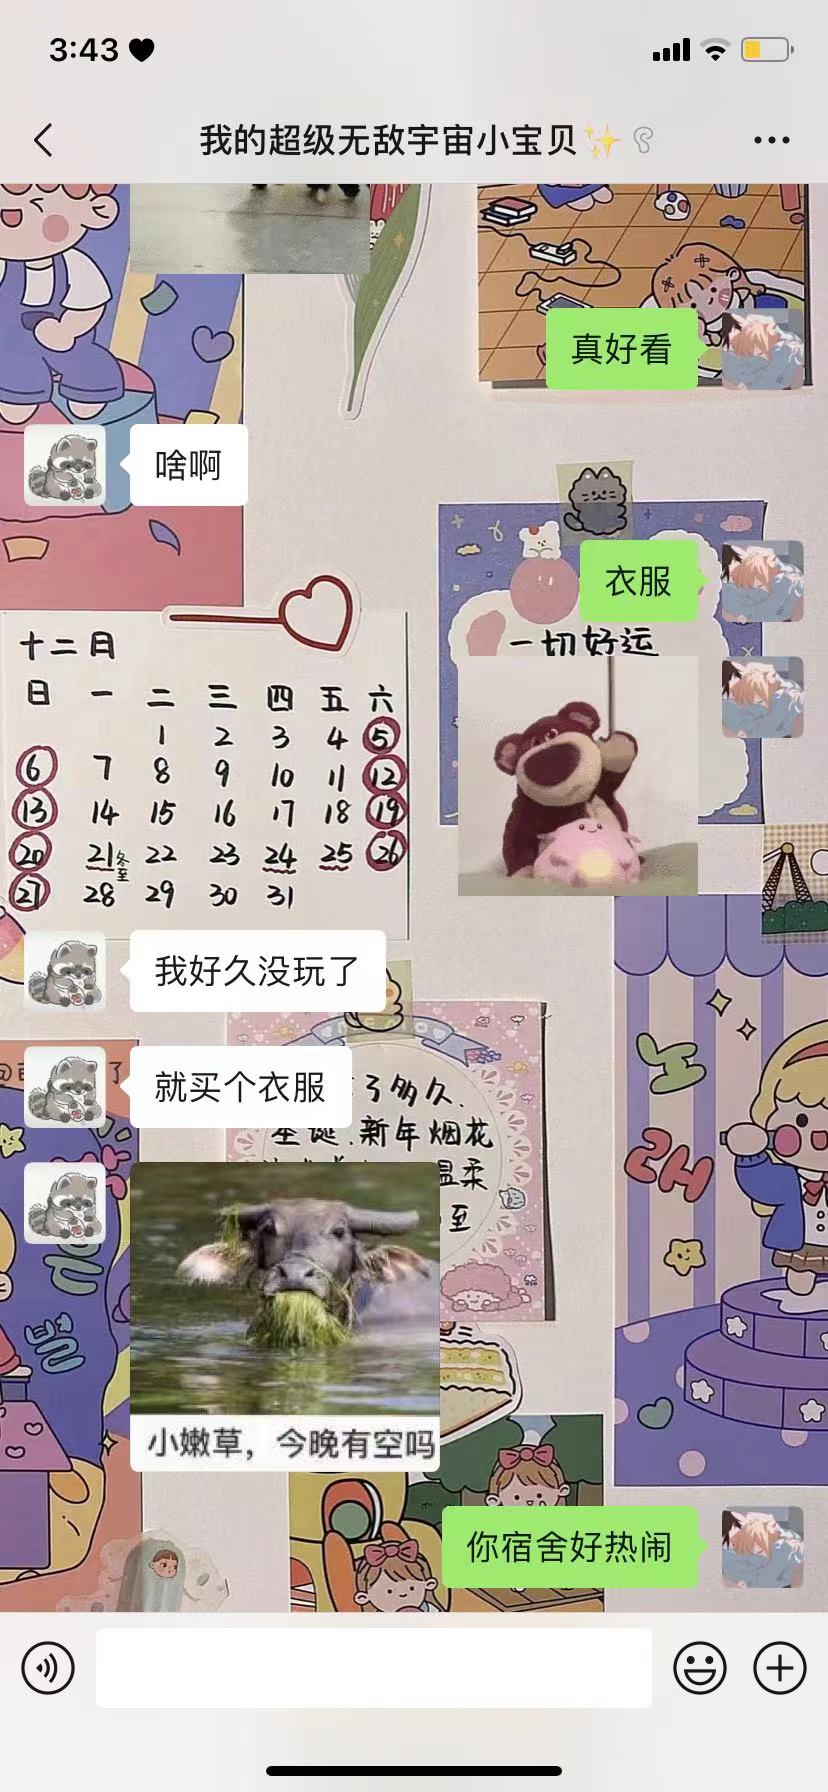 3:43
我的超级无敌宇宙小宝贝✨
真好看
啥啊
衣服
一切好运
十二月
日 一 二 三 四 五 六
1 2 3 4 5
6 7 8 9 10 11 12
13 14 15 16 17 18 19
20 21冬至 22 23 24 25 26
27 28 29 30 31
我好久没玩了
就买个衣服
了多久、
圣诞、新年烟花
温柔
至
小嫩草，今晚有空吗
你宿舍好热闹